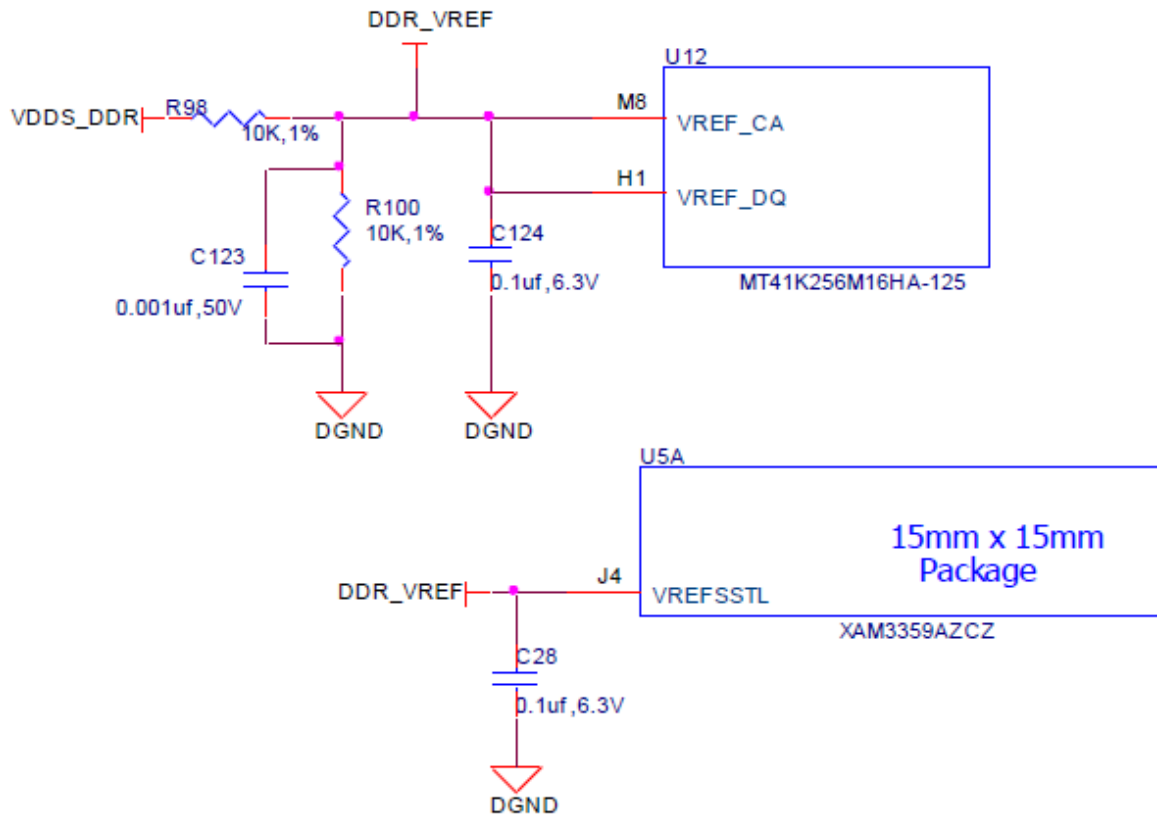 DDR_VREF
U12
VDDS_DDR
R98
10K,1%
M8
VREF_CA
H1
VREF_DQ
R100
10K,1%
C123
0.001uf,50V
C124
0.1uf,6.3V
MT41K256M16HA-125
DGND
DGND
U5A
15mm x 15mm
Package
DDR_VREF
J4
VREFSSTL
XAM3359AZCZ
C28
0.1uf,6.3V
DGND